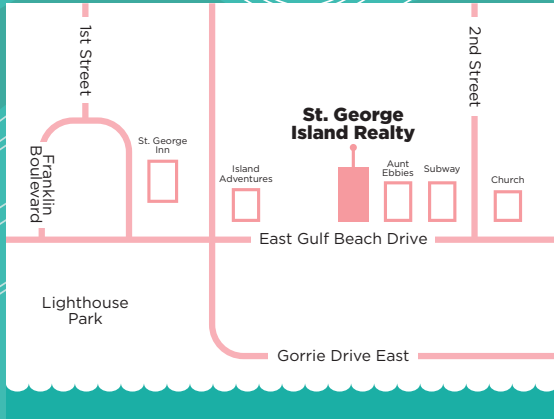 1st Street
2nd Street
St. George
Island Realty
St. George
Inn
Franklin
Boulevard
Island
Adventures
Aunt
Ebbies
Subway
Church
East Gulf Beach Drive
Lighthouse
Park
Gorrie Drive East